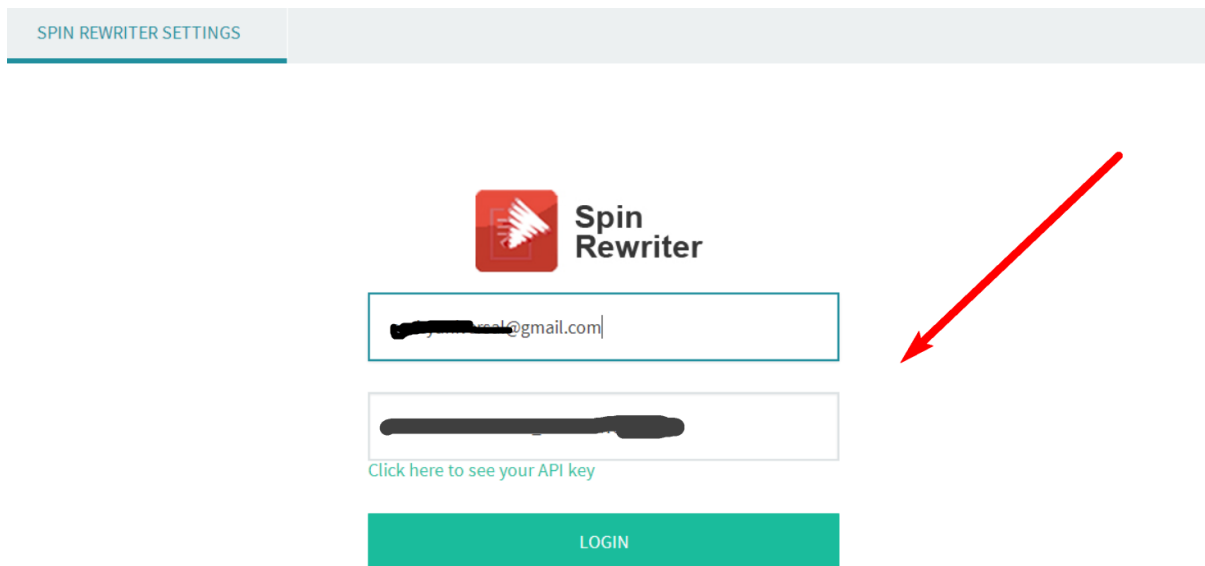 SPIN REWRITER SETTINGS
Spin
Rewriter
@gmail.com
Click here to see your API key
LOGIN